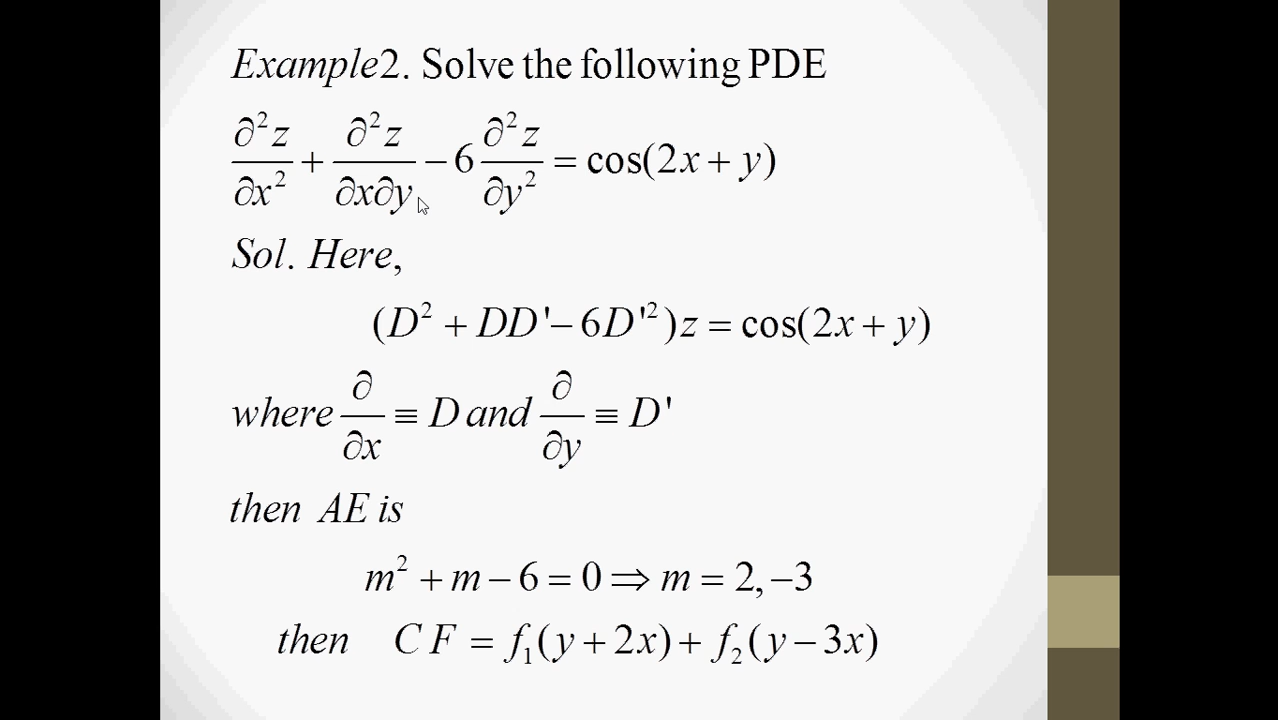 Example2. Solve the following PDE
∂²z/∂x² + ∂²z/∂x∂y − 6 ∂²z/∂y² = cos(2x + y)
Sol. Here,
(D² + DD'− 6D'²)z = cos(2x + y)
where ∂/∂x ≡ D and ∂/∂y ≡ D'
then AE is
m² + m − 6 = 0 ⇒ m = 2, −3
then C F = f₁(y + 2x) + f₂(y − 3x)